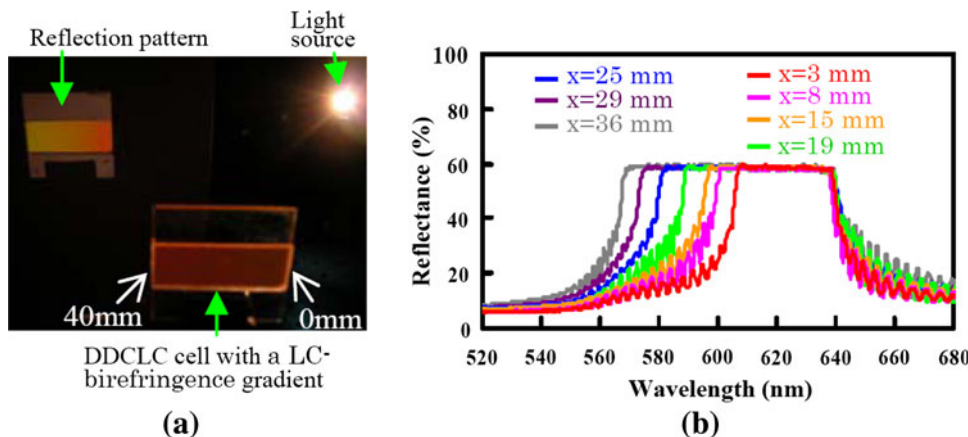 Reflection pattern
Light
source
40mm
0mm
DDCLC cell with a LC-
birefringence gradient
(a)
Reflectance (%)
100
80
60
40
20
0
x=25 mm
x=29 mm
x=36 mm
x=3 mm
x=8 mm
x=15 mm
x=19 mm
520 540 560 580 600 620 640 660 680
Wavelength (nm)
(b)